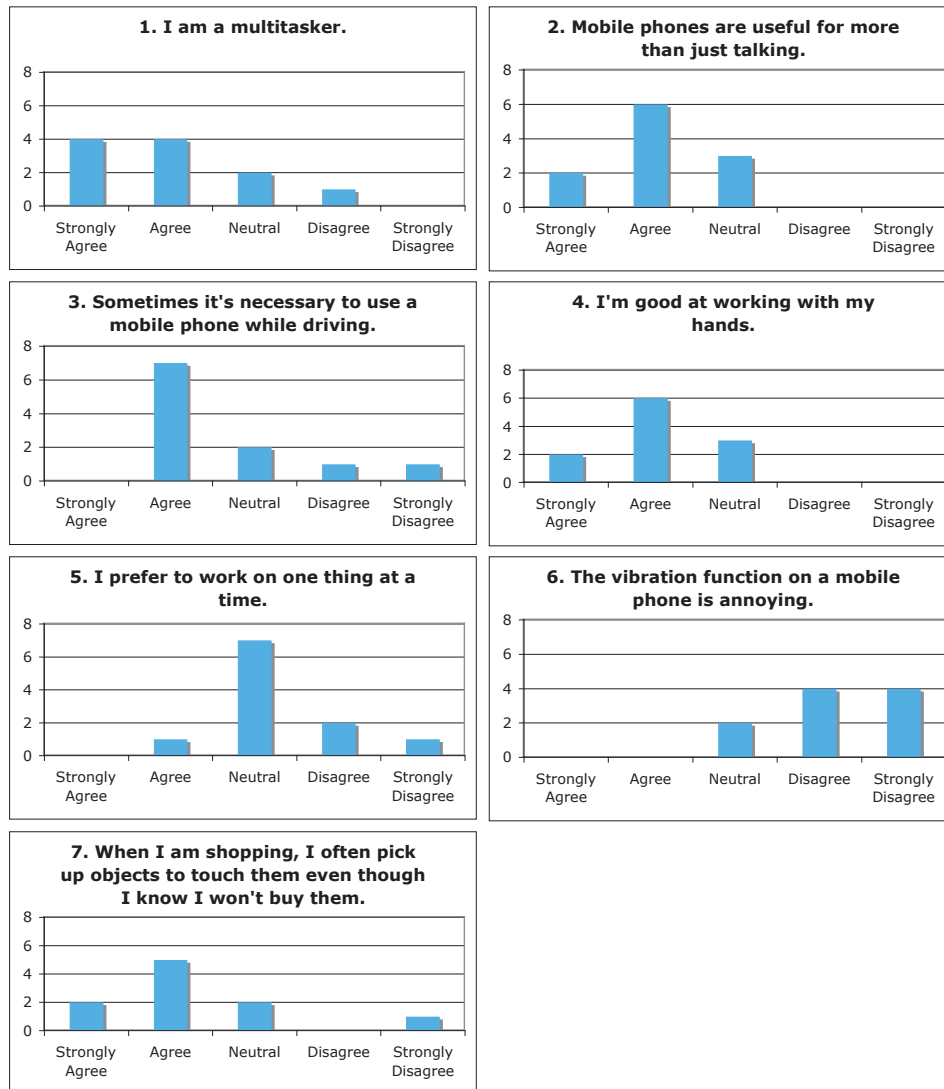 1. I am a multitasker.
8
6
4
2
0
Strongly Agree Neutral Disagree Strongly
Agree Disagree
2. Mobile phones are useful for more
than just talking.
8
6
4
2
0
Strongly Agree Neutral Disagree Strongly
Agree Disagree
3. Sometimes it's necessary to use a
mobile phone while driving.
8
6
4
2
0
Strongly Agree Neutral Disagree Strongly
Agree Disagree
4. I'm good at working with my
hands.
8
6
4
2
0
Strongly Agree Neutral Disagree Strongly
Agree Disagree
5. I prefer to work on one thing at a
time.
8
6
4
2
0
Strongly Agree Neutral Disagree Strongly
Agree Disagree
6. The vibration function on a mobile
phone is annoying.
8
6
4
2
0
Strongly Agree Neutral Disagree Strongly
Agree Disagree
7. When I am shopping, I often pick
up objects to touch them even though
I know I won't buy them.
8
6
4
2
0
Strongly Agree Neutral Disagree Strongly
Agree Disagree